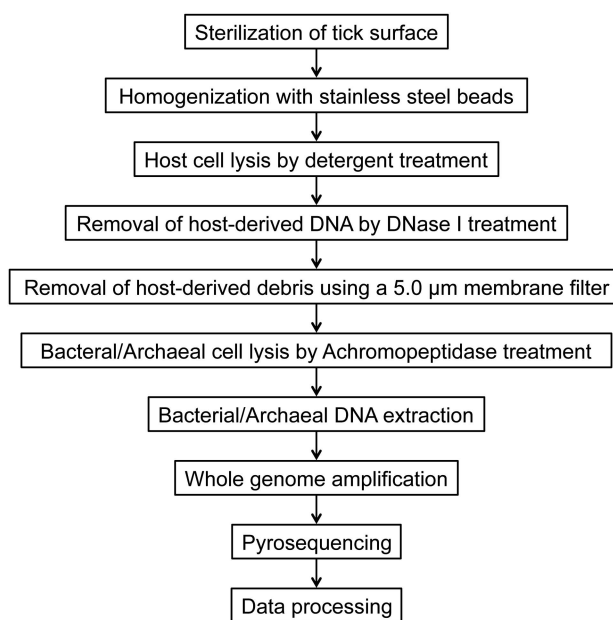 Sterilization of tick surface
Homogenization with stainless steel beads
Host cell lysis by detergent treatment
Removal of host-derived DNA by DNase I treatment
Removal of host-derived debris using a 5.0 μm membrane filter
Bacteral/Archaeal cell lysis by Achromopeptidase treatment
Bacterial/Archaeal DNA extraction
Whole genome amplification
Pyrosequencing
Data processing